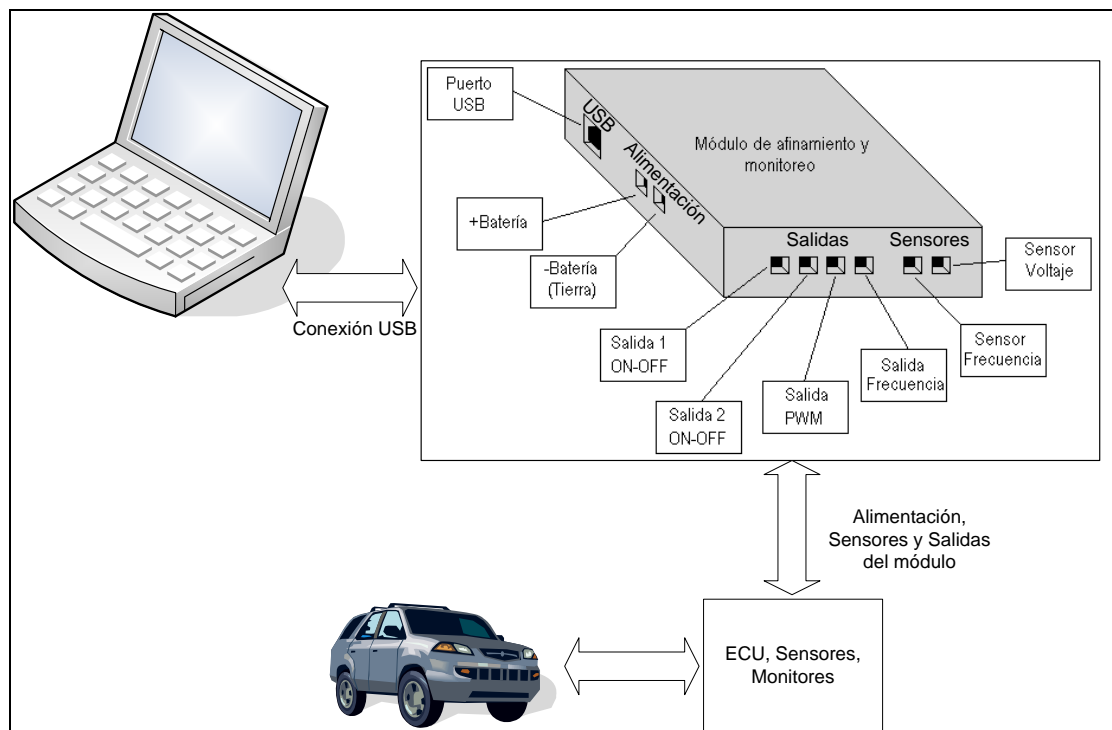 Puerto
USB
USB
Alimentación
Módulo de afinamiento y
monitoreo
+Batería
-Batería
(Tierra)
Salidas
Sensores
Sensor
Voltaje
Conexión USB
Salida 1
ON-OFF
Salida 2
ON-OFF
Salida
PWM
Salida
Frecuencia
Sensor
Frecuencia
Alimentación,
Sensores y Salidas
del módulo
ECU, Sensores,
Monitores